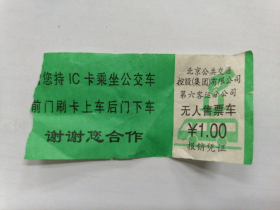 您持IC卡乘坐公交车
前门刷卡上车后门下车
谢谢您合作
北京公共交通
控股(集团)有限公司
第六客运分公司
无人售票车
¥1.00
报销凭证